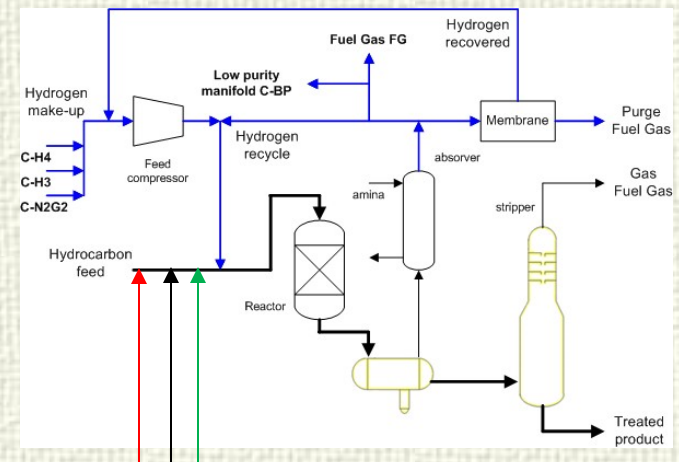 Hydrogen
recovered
Fuel Gas FG
Low purity
manifold C-BP
Hydrogen
make-up
Membrane
Purge
Fuel Gas
Hydrogen
recycle
Feed
compressor
C-H4
C-H3
C-N2G2
absorver
amina
Gas
Fuel Gas
stripper
Hydrocarbon
feed
Reactor
Treated
product